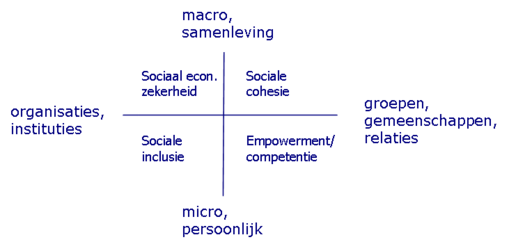 macro,
samenleving
Sociaal econ.
zekerheid
Sociale
cohesie
organisaties,
instituties
groepen,
gemeenschappen,
relaties
Sociale
inclusie
Empowerment/
competentie
micro,
persoonlijk